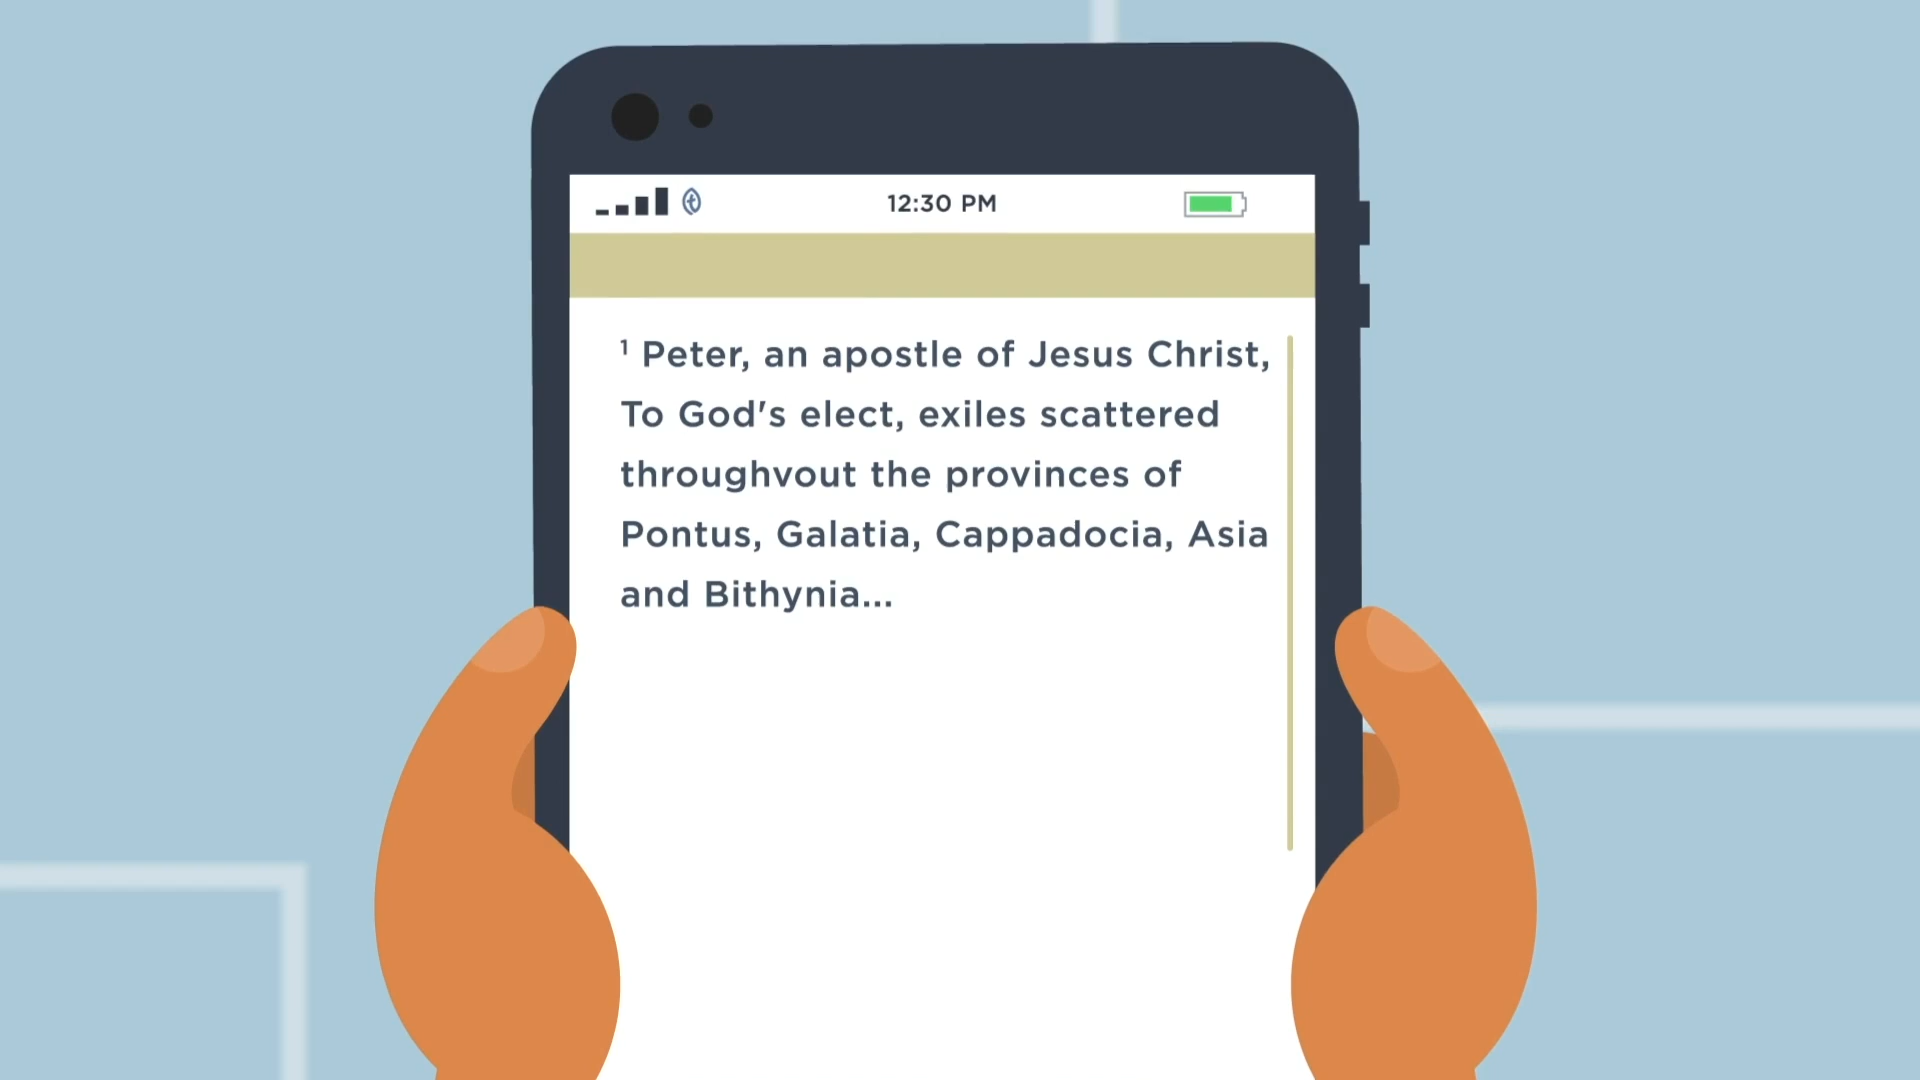 12:30 PM
¹ Peter, an apostle of Jesus Christ,
To God's elect, exiles scattered
throughvout the provinces of
Pontus, Galatia, Cappadocia, Asia
and Bithynia...